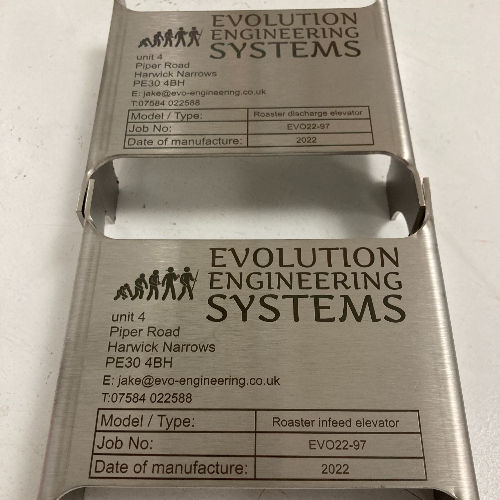 EVOLUTION
ENGINEERING
SYSTEMS
unit 4
Piper Road
Harwick Narrows
PE30 4BH
E: jake@evo-engineering.co.uk
T:07584 022588
Model / Type: Roaster discharge elevator
Job No: EVO22-97
Date of manufacture: 2022
EVOLUTION
ENGINEERING
SYSTEMS
unit 4
Piper Road
Harwick Narrows
PE30 4BH
E: jake@evo-engineering.co.uk
T:07584 022588
Model / Type: Roaster infeed elevator
Job No: EVO22-97
Date of manufacture: 2022